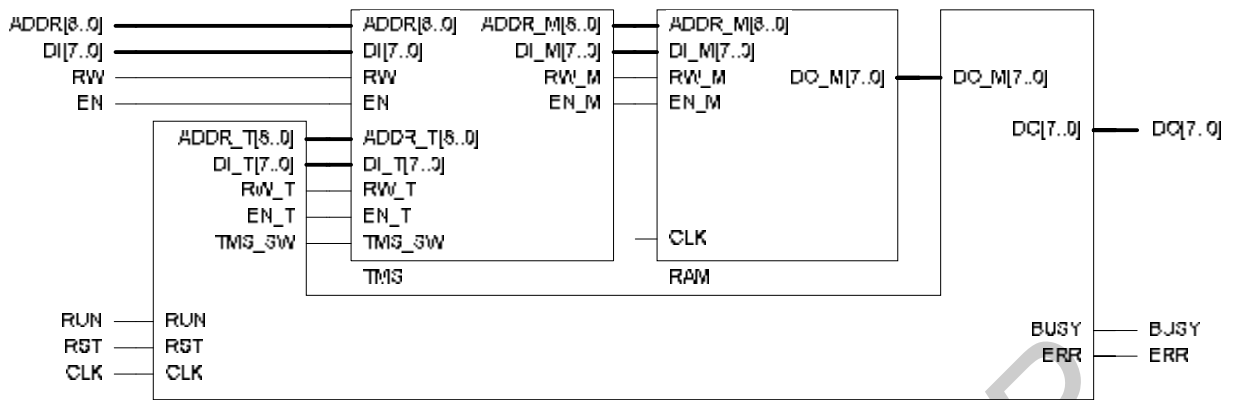 ADDR[8..0] ADDR[8..0] ADDR_M[8..0] ADDR_M[8..0]
DI[7..0] DI[7..0] DI_M[7..0] DI_M[7..0]
RW RW RW_M RW_M DO_M[7..0] DO_M[7..0]
EN EN EN_M EN_M
ADDR_T[8..0] ADDR_T[8..0] DO[7..0] DO[7..0]
DI_T[7..0] DI_T[7..0]
RW_T RW_T
EN_T EN_T
TMS_SW TMS_SW CLK
TMS RAM
RUN RUN BUSY BUSY
RST RST ERR ERR
CLK CLK